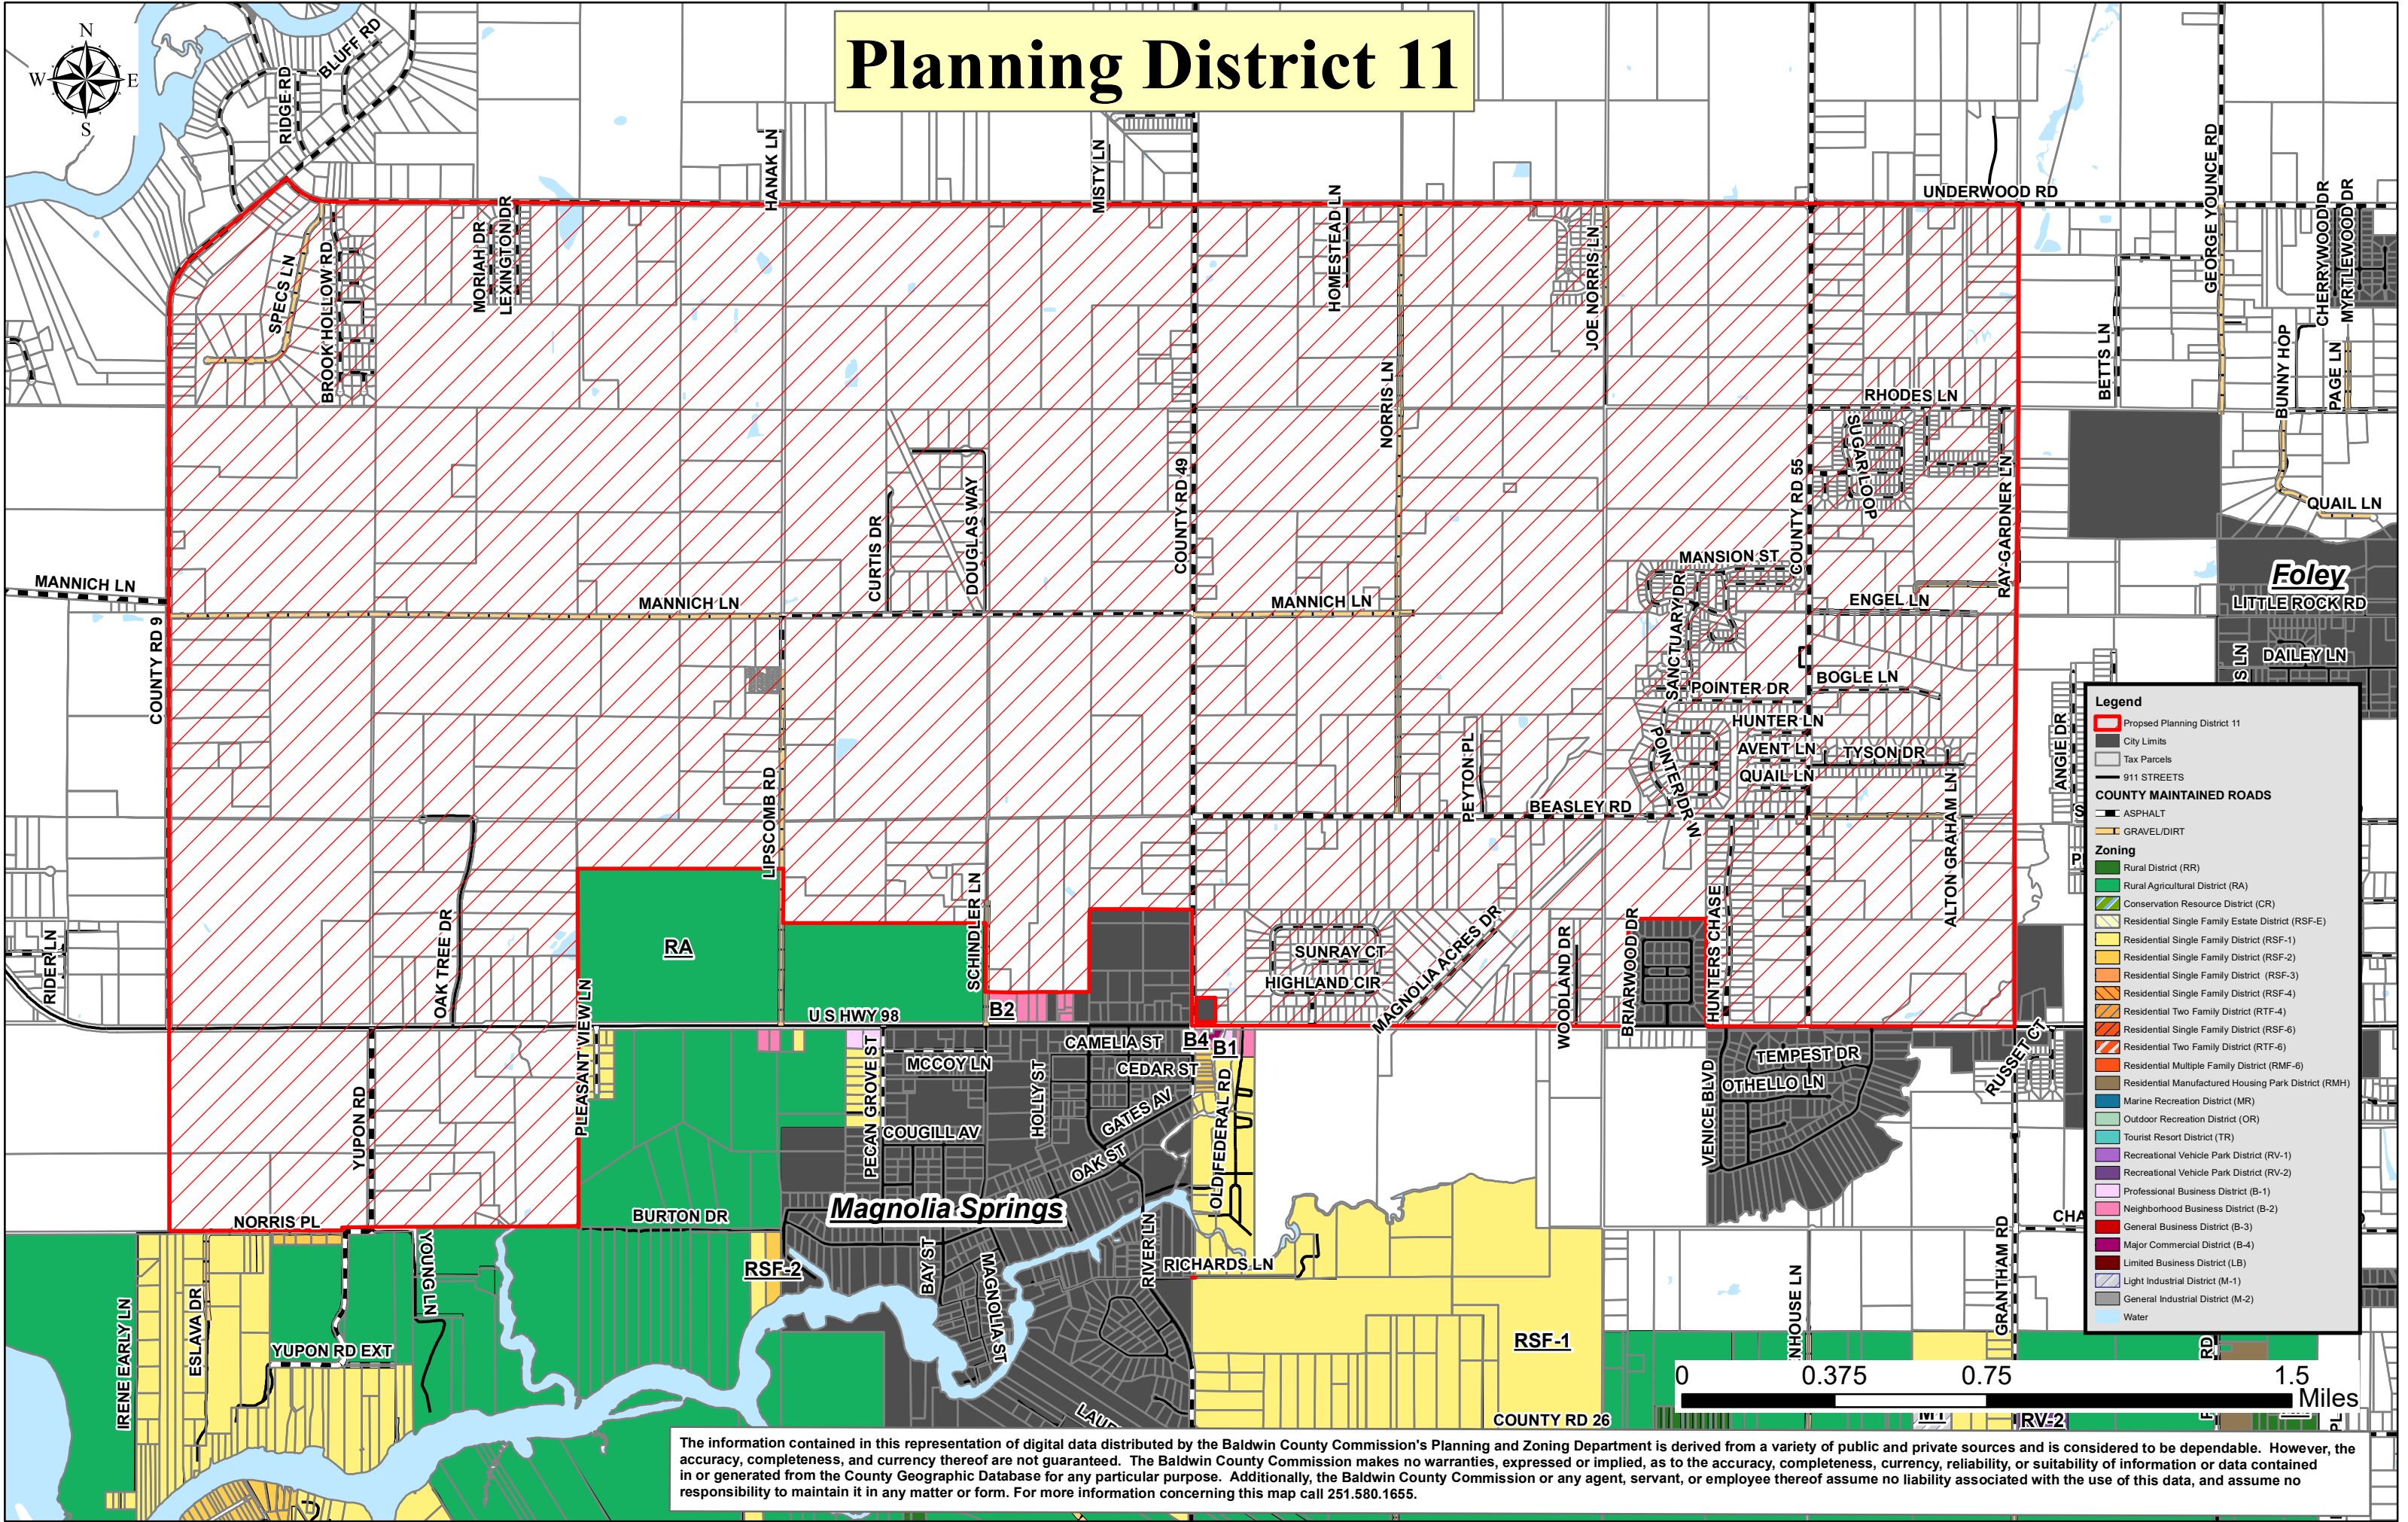 Planning District 11
N
W
E
S
BLUFF RD
RIDGE RD
HANAK LN
MISTY LN
HOMESTEAD LN
UNDERWOOD RD
GEORGE YOUNCE RD
CHERRYWOOD DR
MYRTLEWOOD DR
MORIAH DR
LEXINGTON DR
SPECS LN
BROOK HOLLOW RD
JOE NORRIS LN
BETTS LN
BUNNY HOP
PAGE LN
NORRIS LN
RHODES LN
SUGAR LOOP
COUNTY RD 49
COUNTY RD 55
RAY-GARDNER LN
QUAIL LN
CURTIS DR
DOUGLAS WAY
MANSION ST
Foley
MANNICH LN
MANNICH LN
MANNICH LN
ENGEL LN
LITTLE ROCK RD
COUNTY RD 9
SANCTUARY DR
DAILEY LN
S LN
BOGLE LN
POINTER DR
HUNTER LN
AVENT LN
TYSON DR
QUAIL LN
ANGIE DR
LIPSCOMB RD
PEYTON PL
POINTER DR W
BEASLEY RD
ALTON GRAHAM LN
S
P
Legend
Propsed Planning District 11
City Limits
Tax Parcels
911 STREETS
COUNTY MAINTAINED ROADS
ASPHALT
GRAVEL/DIRT
Zoning
Rural District (RR)
Rural Agricultural District (RA)
Conservation Resource District (CR)
Residential Single Family Estate District (RSF-E)
Residential Single Family District (RSF-1)
Residential Single Family District (RSF-2)
Residential Single Family District (RSF-3)
Residential Single Family District (RSF-4)
Residential Two Family District (RTF-4)
Residential Single Family District (RSF-6)
Residential Two Family District (RTF-6)
Residential Multiple Family District (RMF-6)
Residential Manufactured Housing Park District (RMH)
Marine Recreation District (MR)
Outdoor Recreation District (OR)
Tourist Resort District (TR)
Recreational Vehicle Park District (RV-1)
Recreational Vehicle Park District (RV-2)
Professional Business District (B-1)
Neighborhood Business District (B-2)
General Business District (B-3)
Major Commercial District (B-4)
Limited Business District (LB)
Light Industrial District (M-1)
General Industrial District (M-2)
Water
RIDER LN
OAK TREE DR
RA
SCHINDLER LN
SUNRAY CT
HIGHLAND CIR
MAGNOLIA ACRES DR
WOODLAND DR
BRIARWOOD DR
HUNTERS CHASE
PLEASANT VIEW LN
U S HWY 98
B2
B4
B1
CAMELIA ST
MCCOY LN
CEDAR ST
PECAN GROVE ST
HOLLY ST
GATES AV
OLD FEDERAL RD
VENICE BLVD
TEMPEST DR
OTHELLO LN
RUSSET CT
YUPON RD
COUGILL AV
OAK ST
Magnolia Springs
NORRIS PL
BURTON DR
YOUNG LN
RSF-2
BAY ST
MAGNOLIA ST
RIVER LN
RICHARDS LN
GRANTHAM RD
CHA
NHOUSE LN
IRENE EARLY LN
ESLAVA DR
YUPON RD EXT
RSF-1
RD
COUNTY RD 26
M1
RV-2
0
0.375
0.75
1.5
Miles
The information contained in this representation of digital data distributed by the Baldwin County Commission's Planning and Zoning Department is derived from a variety of public and private sources and is considered to be dependable. However, the
accuracy, completeness, and currency thereof are not guaranteed. The Baldwin County Commission makes no warranties, expressed or implied, as to the accuracy, completeness, currency, reliability, or suitability of information or data contained
in or generated from the County Geographic Database for any particular purpose. Additionally, the Baldwin County Commission or any agent, servant, or employee thereof assume no liability associated with the use of this data, and assume no
responsibility to maintain it in any matter or form. For more information concerning this map call 251.580.1655.